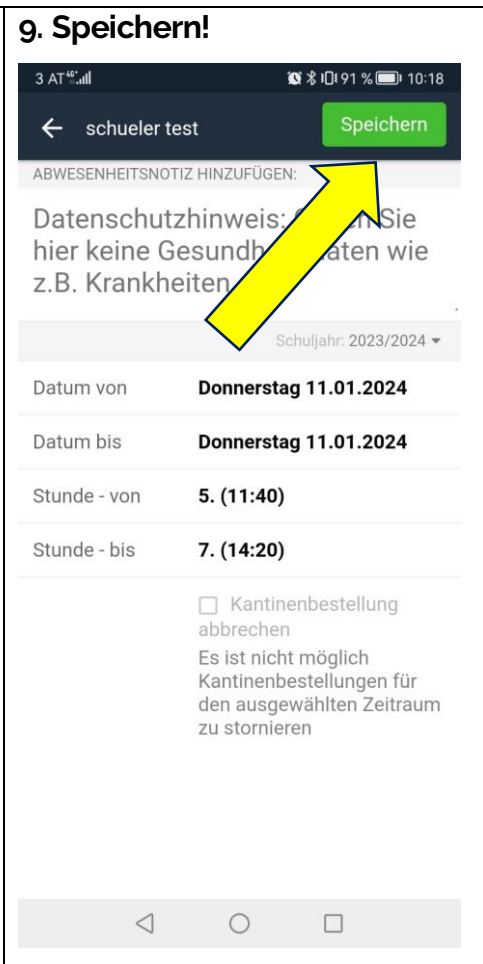 9. Speichern!
3 AT 91 % 10:18
schueler test
Speichern
ABWESENHEITSNOTIZ HINZUFÜGEN:
Datenschutzhinweis: Sie
hier keine wie
z.B. Krankheiten
Schuljahr: 2023/2024
Datum von Donnerstag 11.01.2024
Datum bis Donnerstag 11.01.2024
Stunde - von 5. (11:40)
Stunde - bis 7. (14:20)
Kantinenbestellung
abbrechen
Es ist nicht möglich
Kantinenbestellungen für
den ausgewählten Zeitraum
zu stornieren